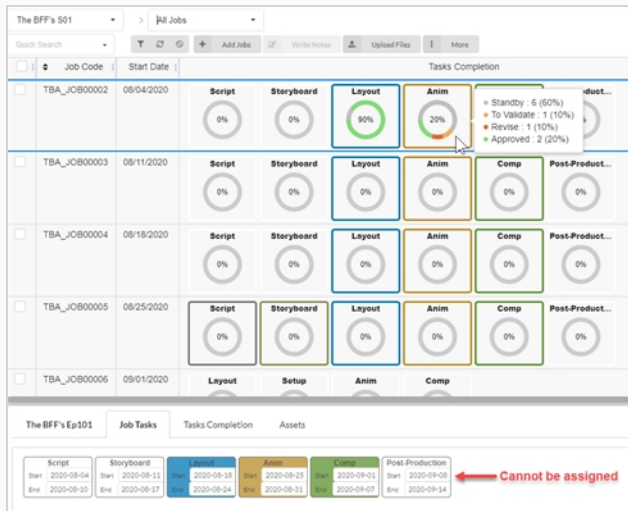 The BFF's S01 > All Jobs
Quick Search + Add Jobs Write Notes Upload Files More
Job Code Start Date Tasks Completion
TBA_JOB00002 08/04/2020 Script Storyboard Layout Anim
0% 0% 90% 20%
Standby : 6 (60%)
To Validate : 1 (10%)
Revise : 1 (10%)
Approved : 2 (20%)
-Product...
TBA_JOB00003 08/11/2020 Script Storyboard Layout Anim Comp Post-Product...
0% 0% 0% 0% 0% 0%
TBA_JOB00004 08/18/2020 Script Storyboard Layout Anim Comp Post-Product...
0% 0% 0% 0% 0% 0%
TBA_JOB00005 08/25/2020 Script Storyboard Layout Anim Comp Post-Product...
0% 0% 0% 0% 0% 0%
TBA_JOB00006 09/01/2020 Layout Setup Anim Comp
The BFF's Ep101 Job Tasks Tasks Completion Assets
Script Storyboard Layout Anim Comp Post-Production
Start 2020-08-04 Start 2020-08-11 Start 2020-08-18 Start 2020-08-25 Start 2020-09-01 Start 2020-09-08
End 2020-08-10 End 2020-08-17 End 2020-08-24 End 2020-08-31 End 2020-09-07 End 2020-09-14
Cannot be assigned